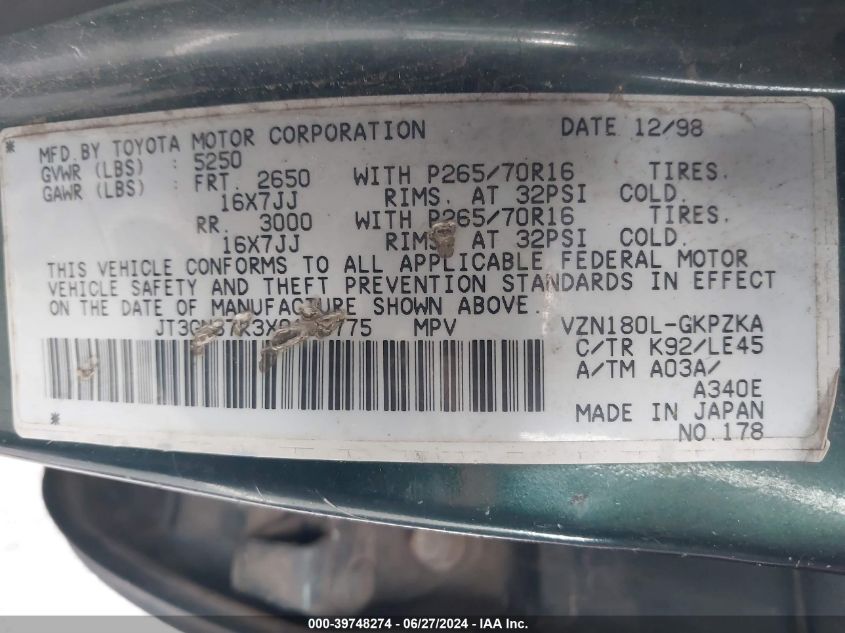 MFD.BY TOYOTA MOTOR CORPORATION DATE 12/98
GVWR (LBS) : 5250
GAWR (LBS) : FRT. 2650 WITH P265/70R16 TIRES.
16X7JJ RIMS. AT 32PSI COLD.
RR. 3000 WITH P265/70R16 TIRES.
16X7JJ RIMS. AT 32PSI COLD.
THIS VEHICLE CONFORMS TO ALL APPLICABLE FEDERAL MOTOR
VEHICLE SAFETY AND THEFT PREVENTION STANDARDS IN EFFECT
ON THE DATE OF MANUFACTURE SHOWN ABOVE.
MPV VZN180L-GKPZKA
C/TR K92/LE45
A/TM A03A/
A340E
MADE IN JAPAN
NO.178
000-39748274 - 06/27/2024 - IAA Inc.